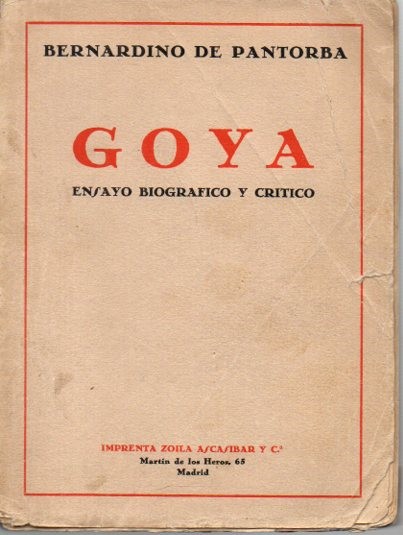 BERNARDINO DE PANTORBA
GOYA
ENSAYO BIOGRAFICO Y CRITICO
IMPRENTA ZOILA ASCASIBAR Y C.ª
Martín de los Heros, 65
Madrid